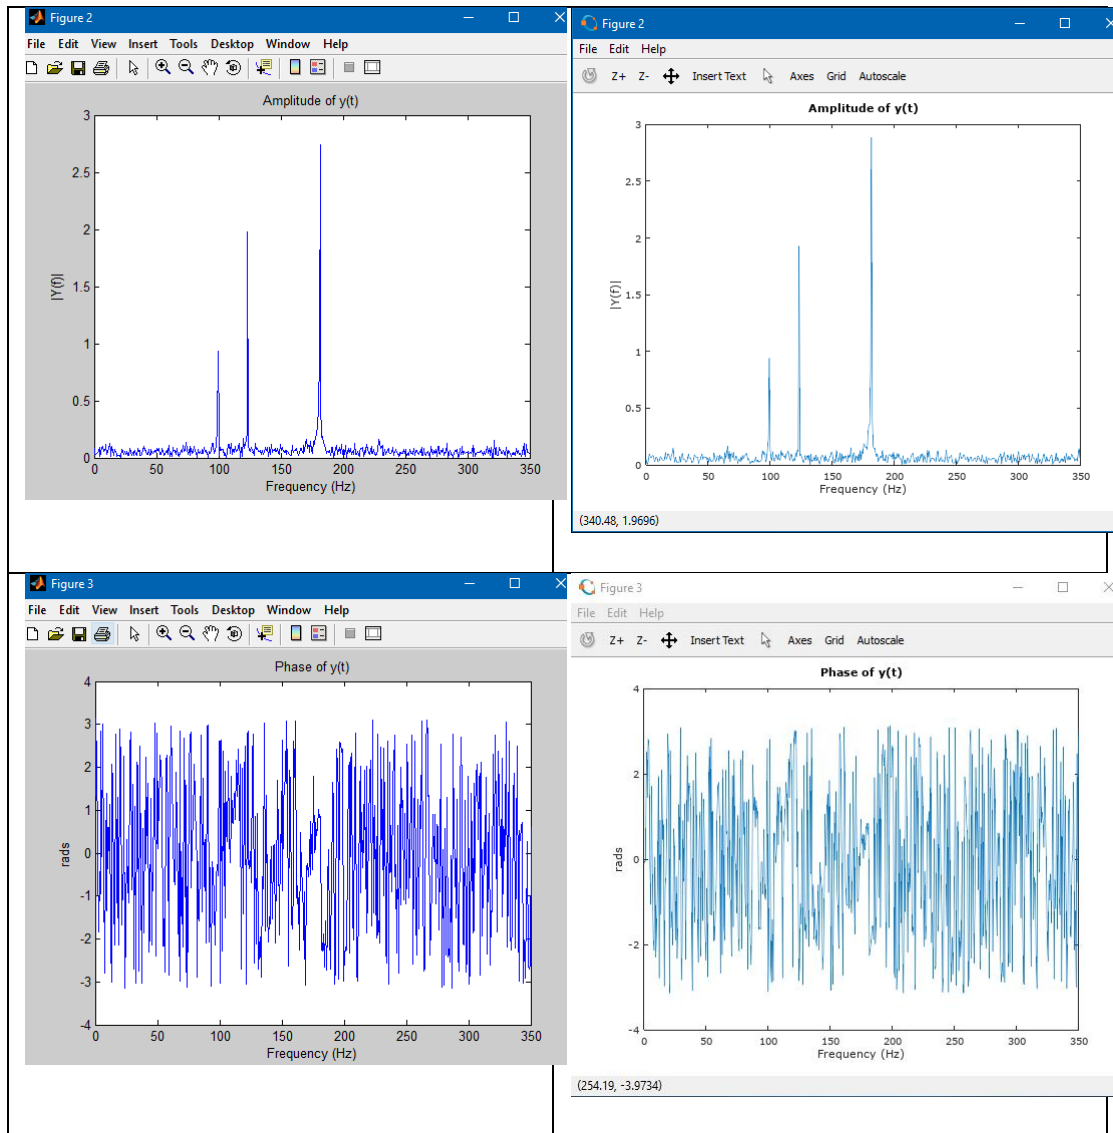 Figure 2
File Edit View Insert Tools Desktop Window Help
Amplitude of y(t)
3
2.5
2
1.5
1
0.5
0
|Y(f)|
0 50 100 150 200 250 300 350
Frequency (Hz)
Figure 2
File Edit Help
Z+ Z- Insert Text Axes Grid Autoscale
Amplitude of y(t)
3
2.5
2
1.5
1
0.5
0
|Y(f)|
0 50 100 150 200 250 300 350
Frequency (Hz)
(340.48, 1.9696)
Figure 3
File Edit View Insert Tools Desktop Window Help
Phase of y(t)
4
3
2
1
0
-1
-2
-3
-4
rads
0 50 100 150 200 250 300 350
Frequency (Hz)
Figure 3
File Edit Help
Z+ Z- Insert Text Axes Grid Autoscale
Phase of y(t)
4
2
0
-2
-4
rads
0 50 100 150 200 250 300 350
Frequency (Hz)
(254.19, -3.9734)